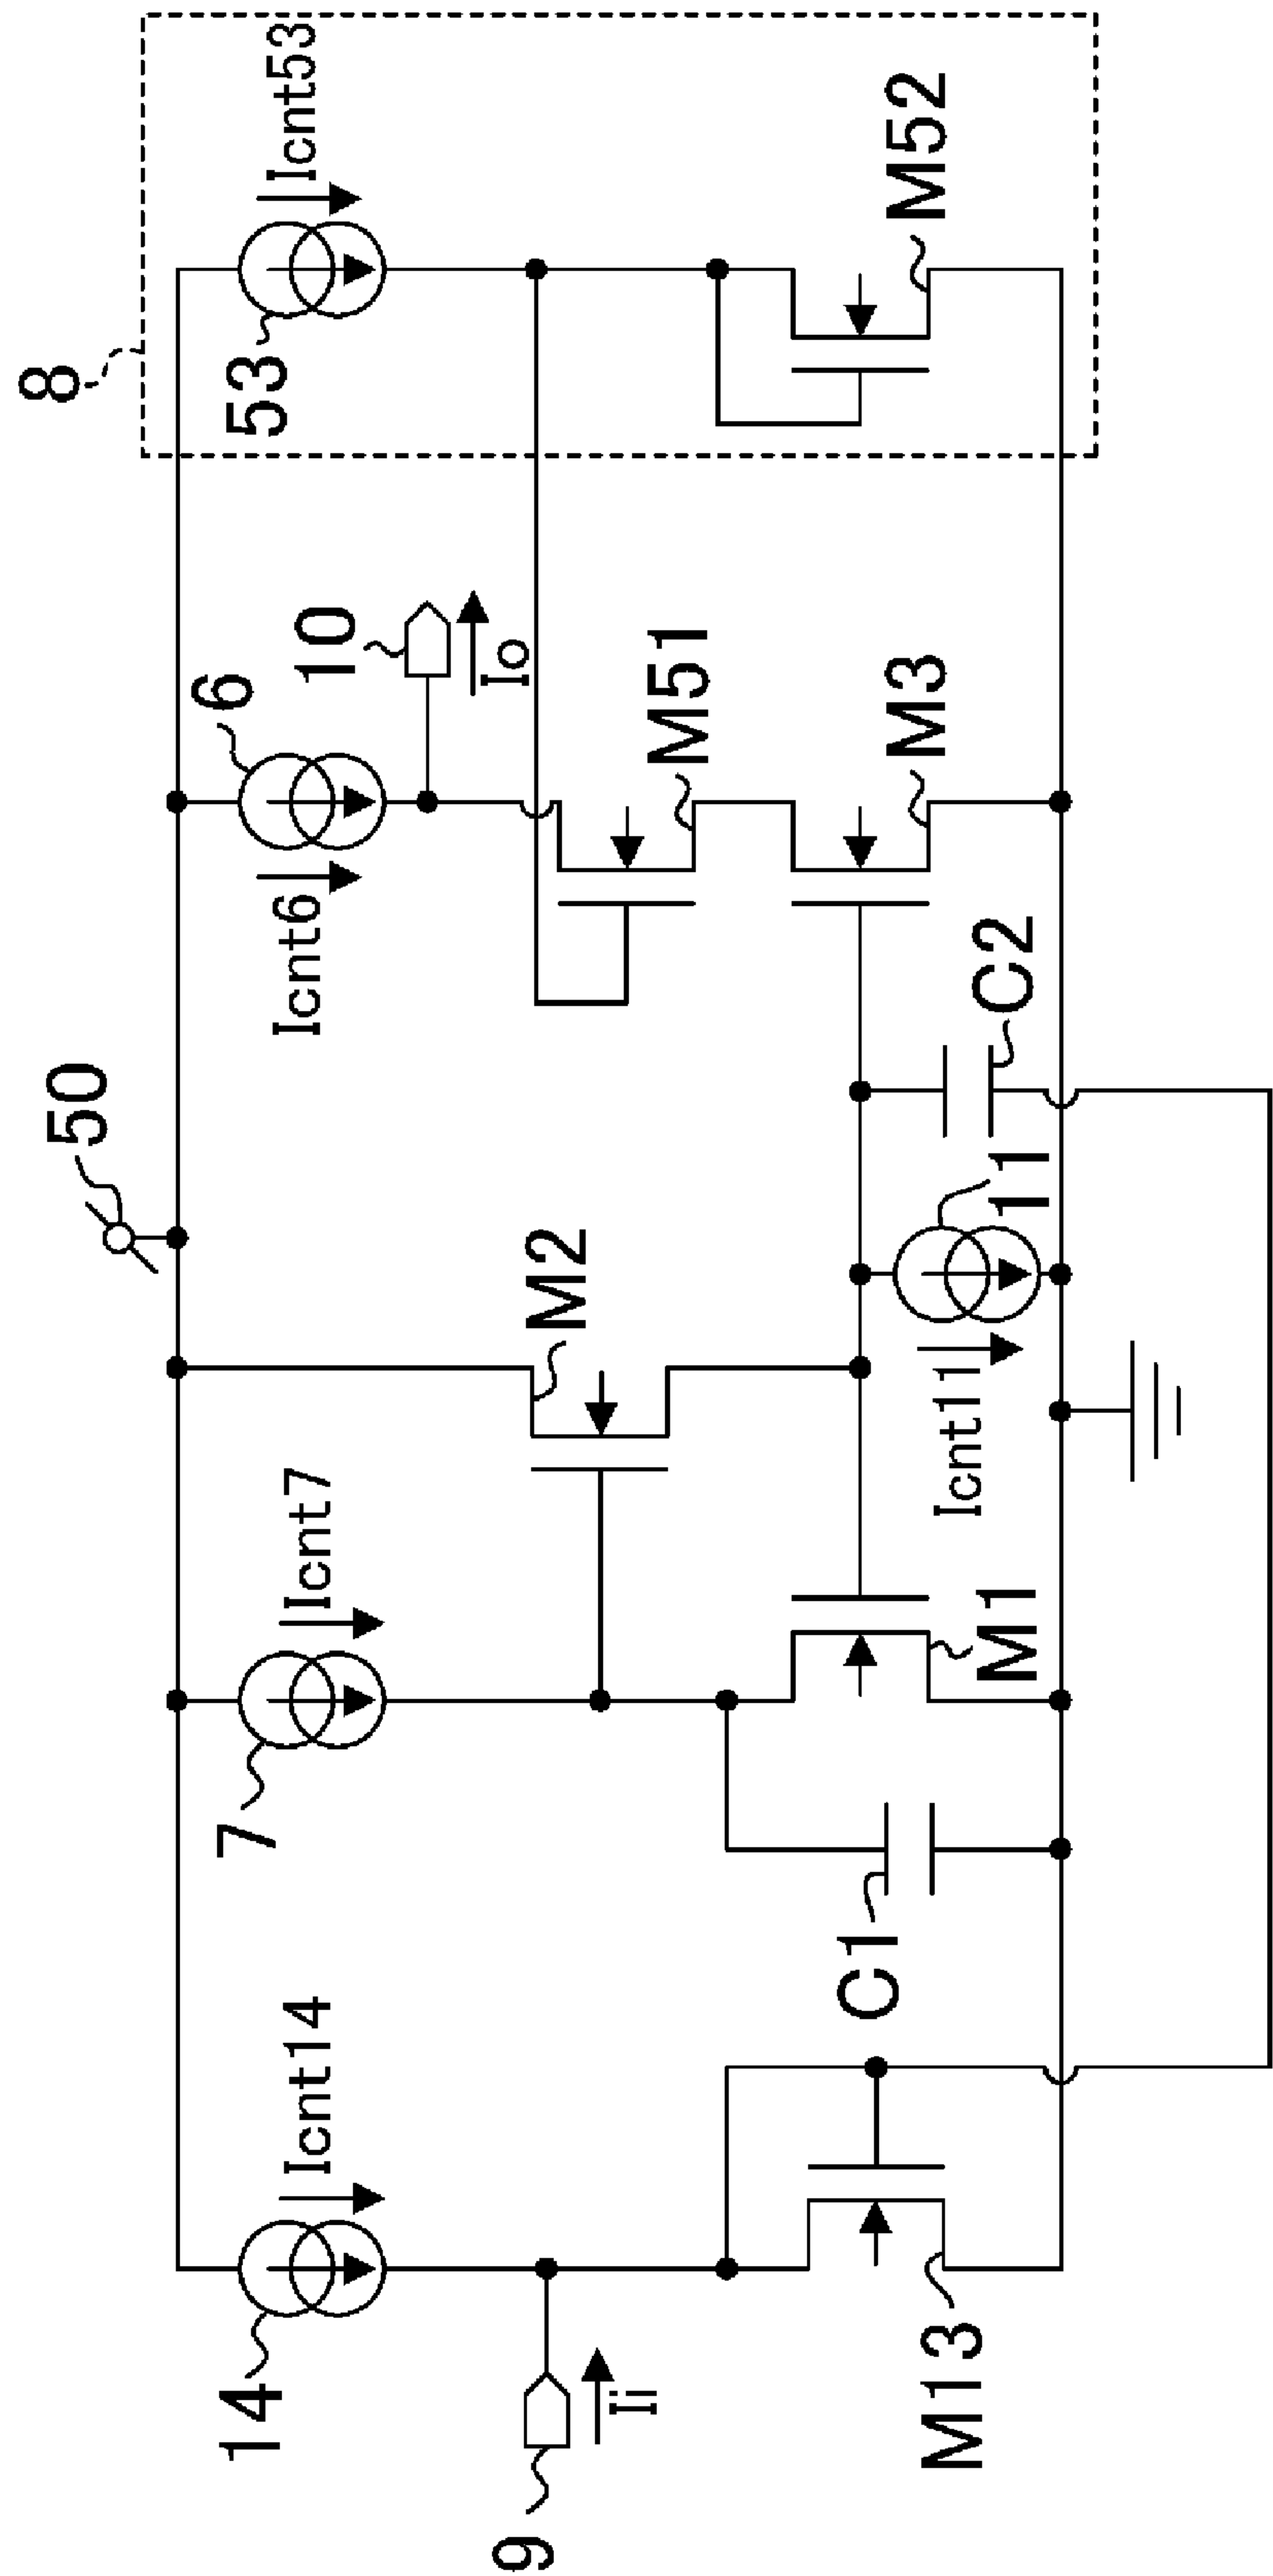 8
53
Icnt53
M52
6
Icnt6
10
Io
M51
M3
50
C2
11
Icnt11
M2
7
Icnt7
M1
C1
14
Icnt14
9
Ii
M13